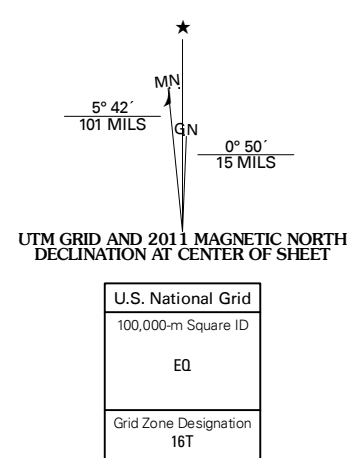 ★
MN
5° 42´
101 MILS
GN
0° 50´
15 MILS
UTM GRID AND 2011 MAGNETIC NORTH
DECLINATION AT CENTER OF SHEET
U.S. National Grid
100,000-m Square ID
EQ
Grid Zone Designation
16T